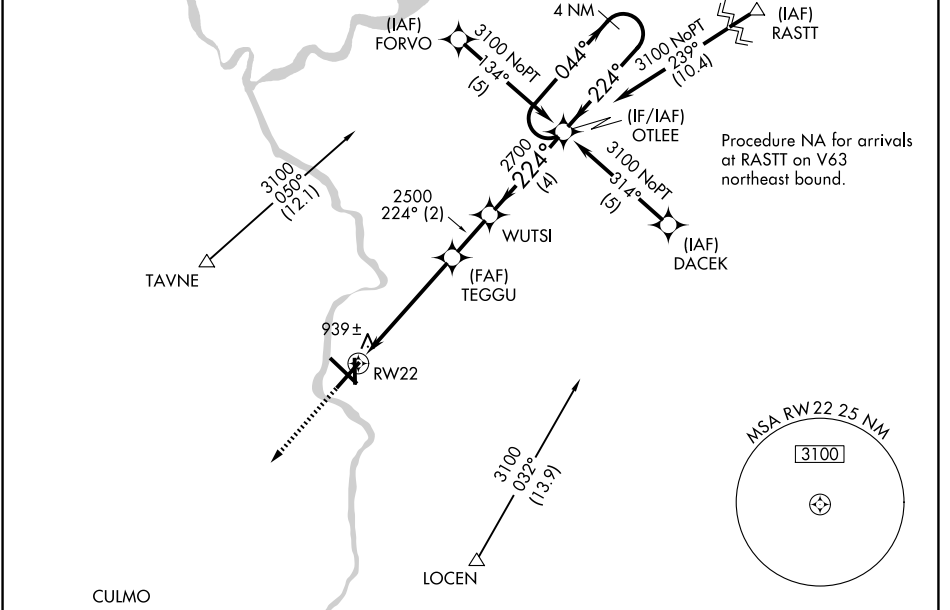 (IAF)
FORVO
4 NM
(IAF)
RASTT
3100 NoPT
134°
(5)
044°
224°
3100 NoPT
239°
(10.4)
(IF/IAF)
OTLEE
Procedure NA for arrivals
at RASTT on V63
northeast bound.
3100 NoPT
314°
(5)
2700
224°
(4)
3100
050°
(12.1)
2500
224° (2)
WUTSI
(IAF)
DACEK
TAVNE
(FAF)
TEGGU
939±
RW22
MSA RW22 25 NM
3100
3100
032°
(13.9)
LOCEN
CULMO